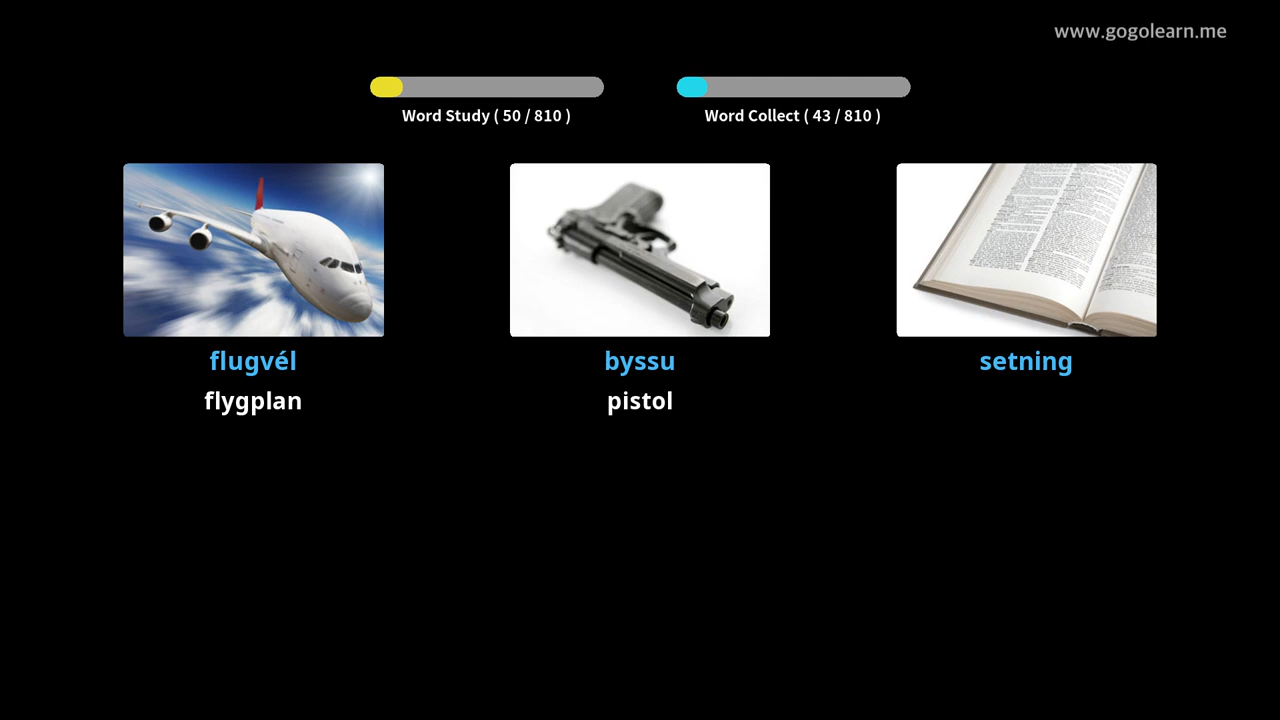 www.gogolearn.me
Word Study ( 50 / 810 )
Word Collect ( 43 / 810 )
flugvél
byssu
setning
flygplan
pistol